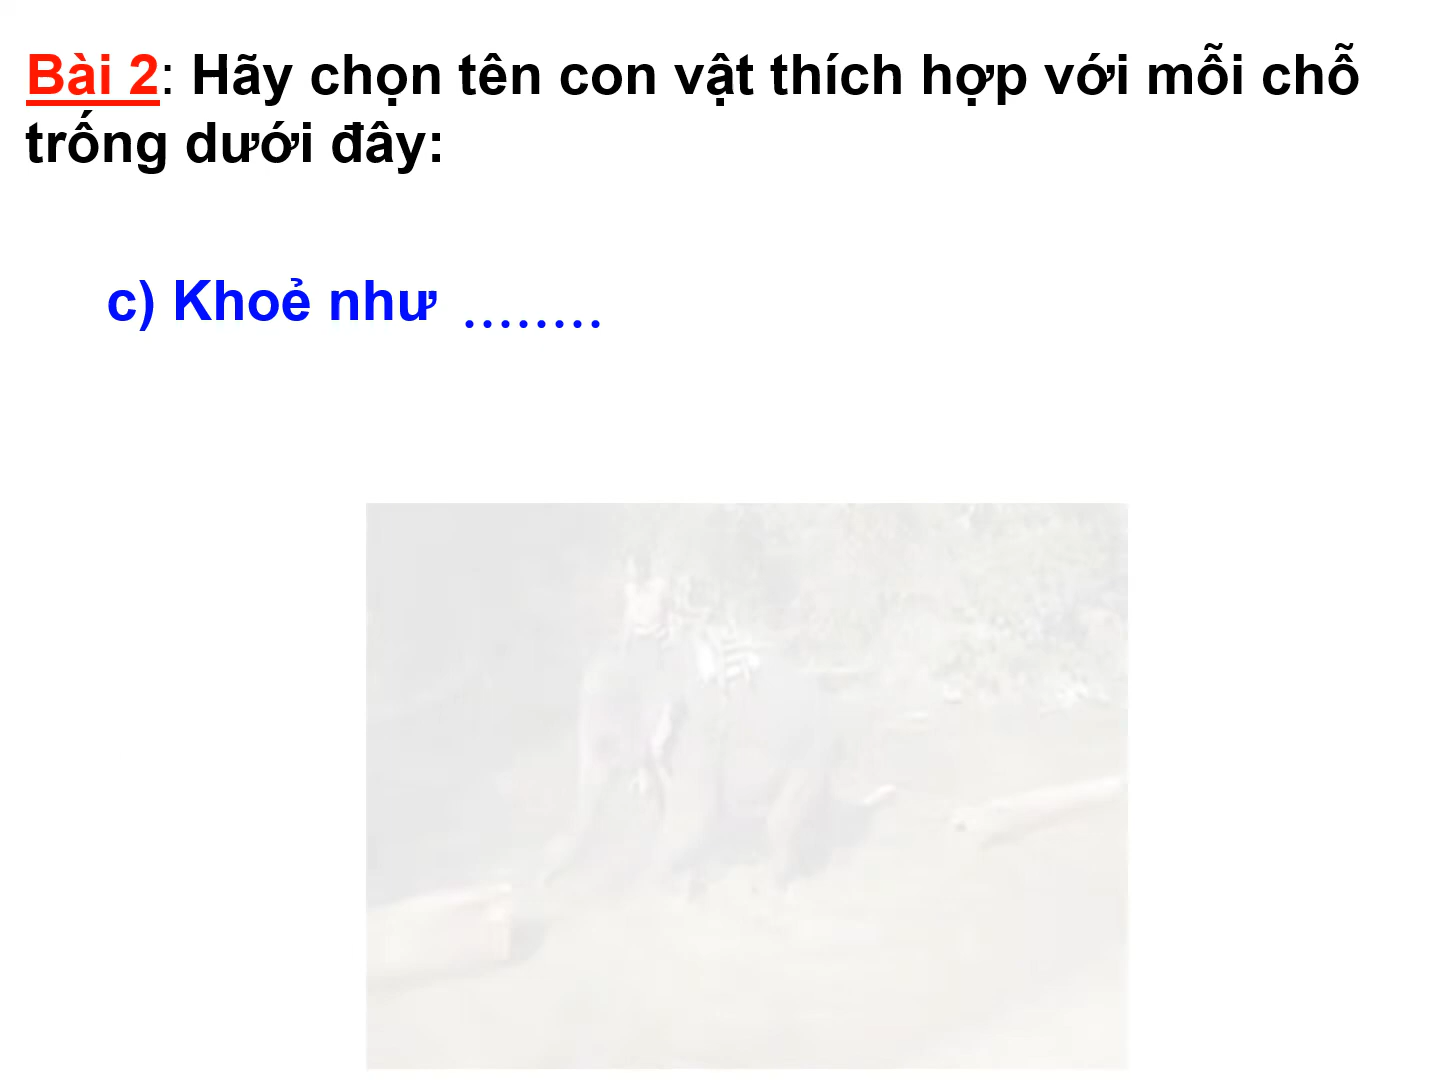 Bài 2: Hãy chọn tên con vật thích hợp với mỗi chỗ
trống dưới đây:
c) Khoẻ như ........